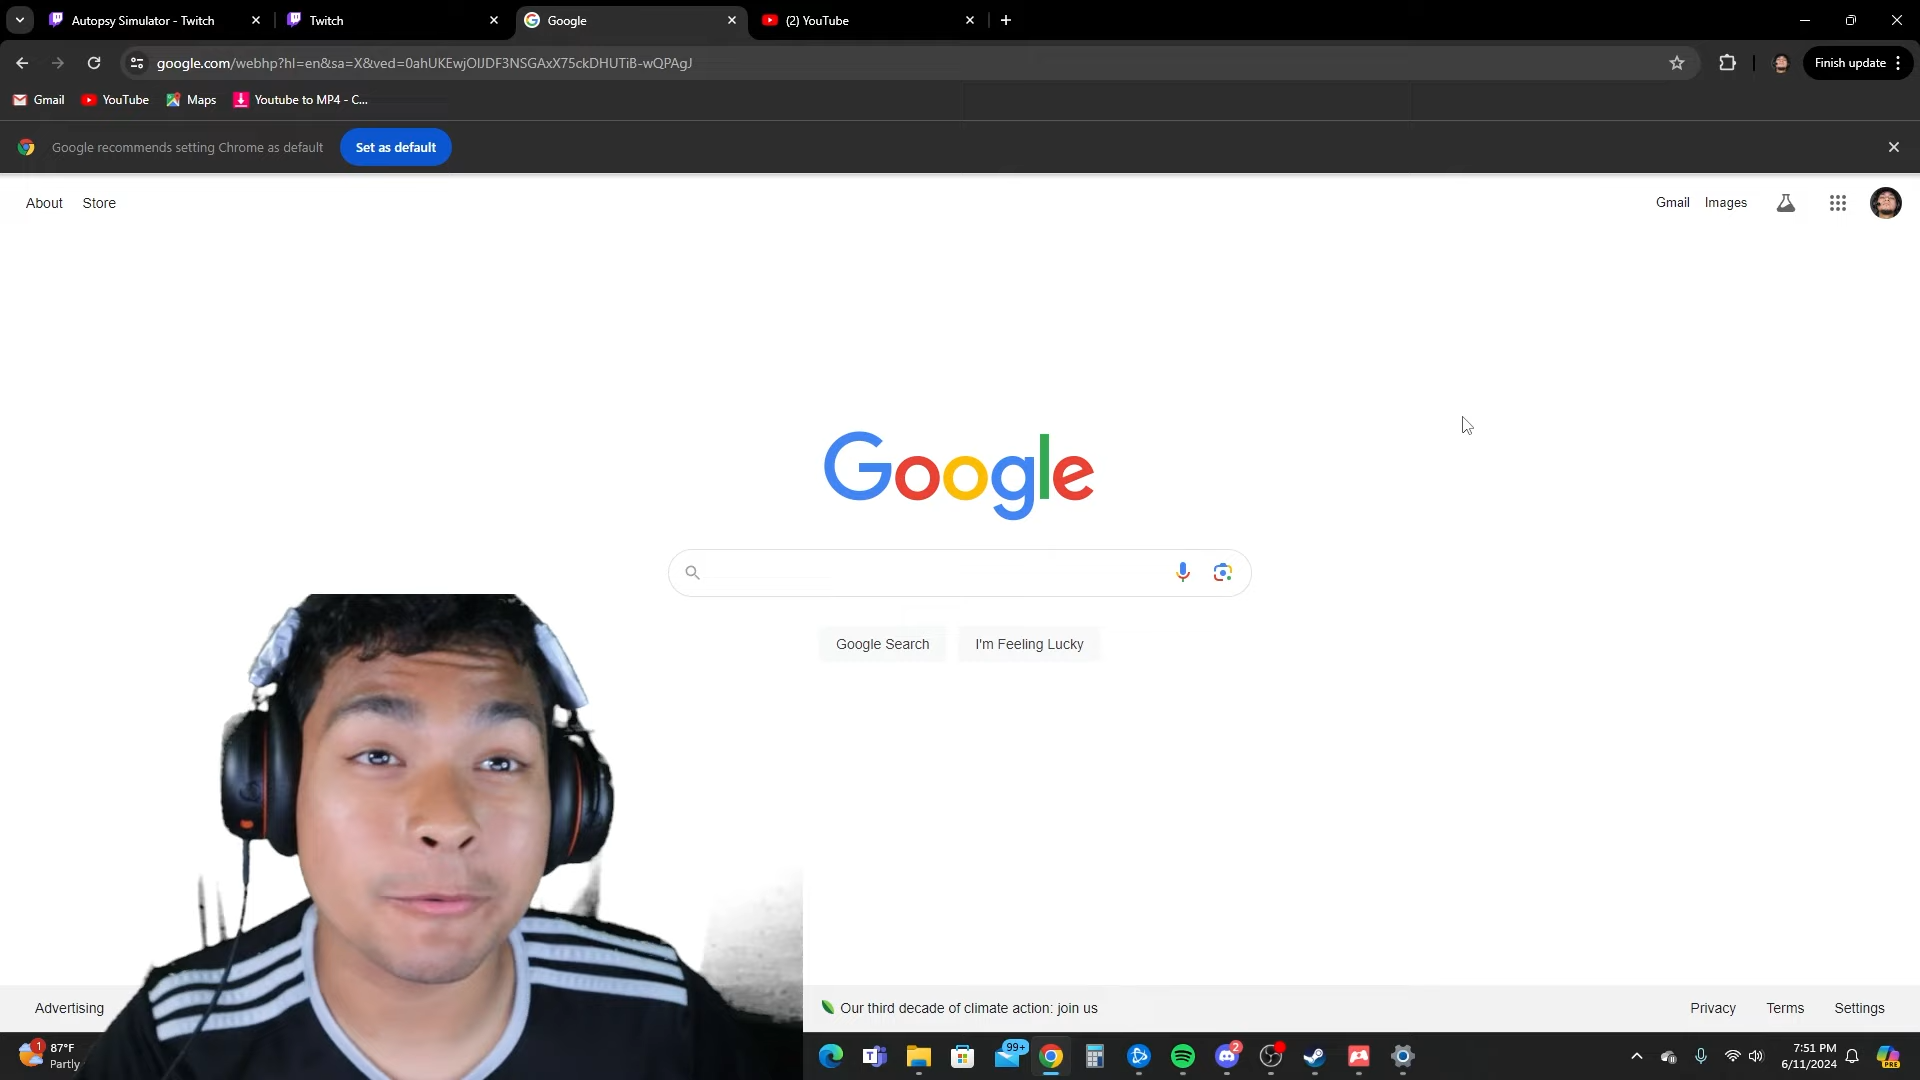 Autopsy Simulator - Twitch
Twitch
Google
(2) YouTube
google.com/webhp?hl=en&sa=X&ved=0ahUKEwjOlJDF3NSGAxX75ckDHUTiB-wQPAgJ
Finish update
Gmail
YouTube
Maps
Youtube to MP4 - C...
Google recommends setting Chrome as default
Set as default
About
Store
Gmail
Images
Google
Google Search
I'm Feeling Lucky
Advertising
Our third decade of climate action: join us
Privacy
Terms
Settings
1
87°F
Partly
99+
2
7:51 PM
6/11/2024
PRE